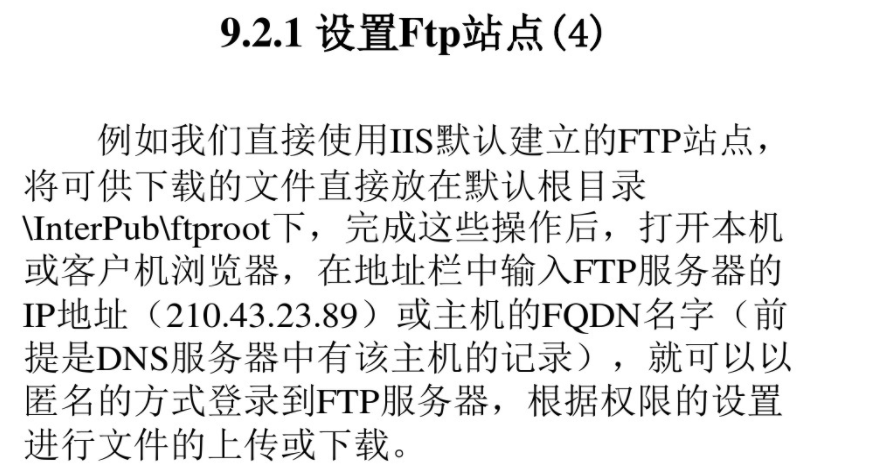 9.2.1 设置Ftp站点(4)
例如我们直接使用IIS默认建立的FTP站点，
将可供下载的文件直接放在默认根目录
\InterPub\ftproot下，完成这些操作后，打开本机
或客户机浏览器，在地址栏中输入FTP服务器的
IP地址（210.43.23.89）或主机的FQDN名字（前
提是DNS服务器中有该主机的记录），就可以以
匿名的方式登录到FTP服务器，根据权限的设置
进行文件的上传或下载。